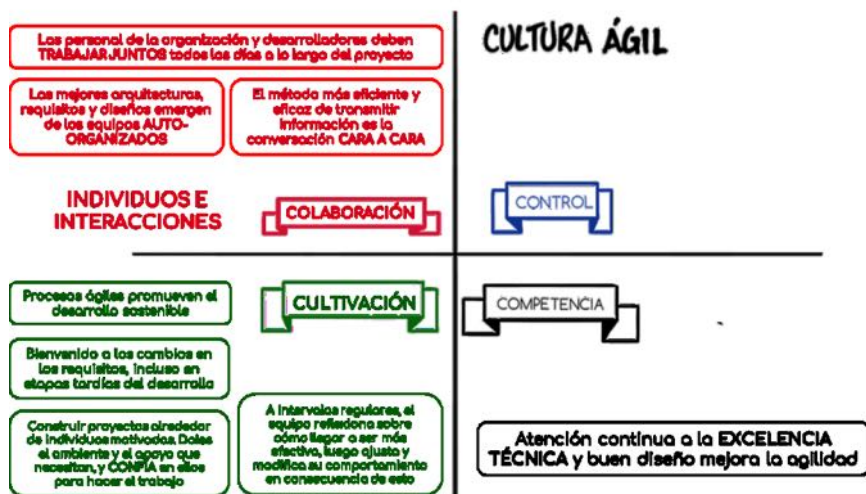 CULTURA ÁGIL
Los personal de la organización y desarrolladores deben
TRABAJAR JUNTOS todos los días a lo largo del proyecto
Las mejores arquitecturas,
requisitos y diseños emergen
de los equipos AUTO-
ORGANIZADOS
El método más eficiente y
eficaz de transmitir
información es la
conversación CARA A CARA
INDIVIDUOS E
INTERACCIONES
COLABORACIÓN
CONTROL
Procesos ágiles promueven el
desarrollo sostenible
CULTIVACIÓN
COMPETENCIA
Bienvenido a los cambios en
los requisitos, incluso en
etapas tardías del desarrollo
Construir proyectos alrededor
de individuos motivados. Dales
el ambiente y el apoyo que
necesitan, y CONFÍA en ellos
para hacer el trabajo
A intervalos regulares, el
equipo reflexiona sobre
cómo llegar a ser más
efectivo, luego ajusta y
modifica su comportamiento
en consecuencia de esto
Atención continua a la EXCELENCIA
TÉCNICA y buen diseño mejora la agilidad